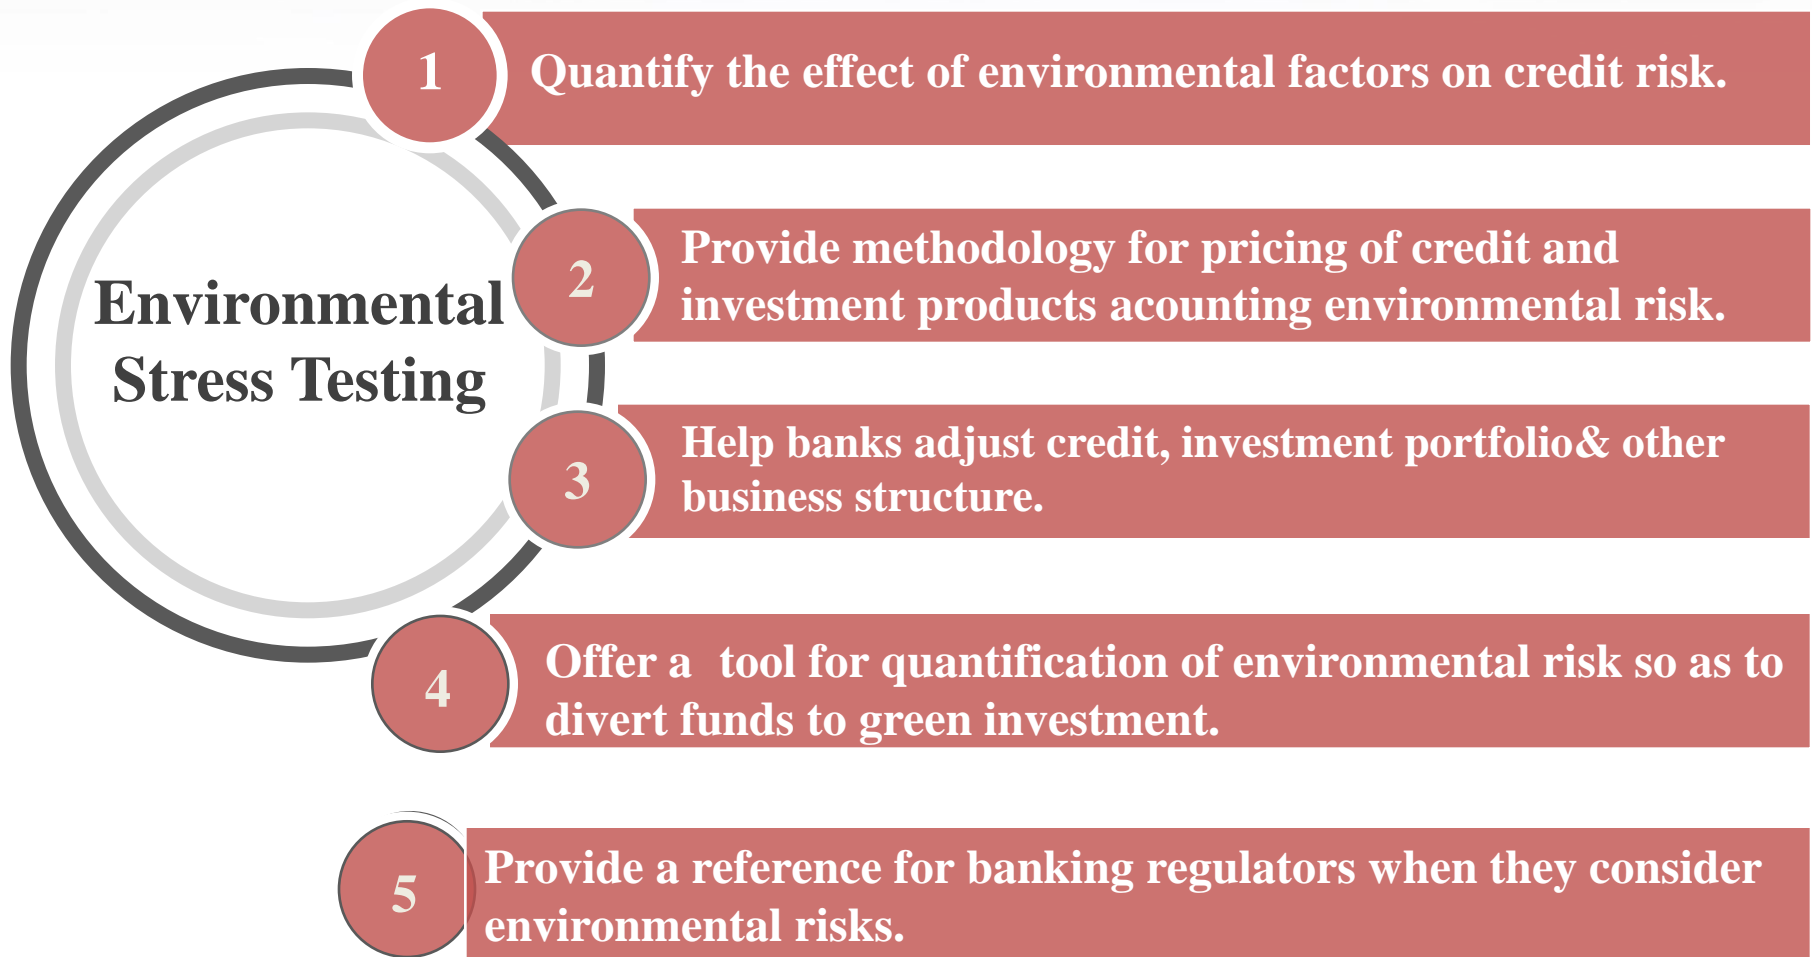 1
Quantify the effect of environmental factors on credit risk.
Environmental
Stress Testing
2
Provide methodology for pricing of credit and
investment products acounting environmental risk.
3
Help banks adjust credit, investment portfolio& other
business structure.
4
Offer a  tool for quantification of environmental risk so as to
divert funds to green investment.
5
Provide a reference for banking regulators when they consider
environmental risks.